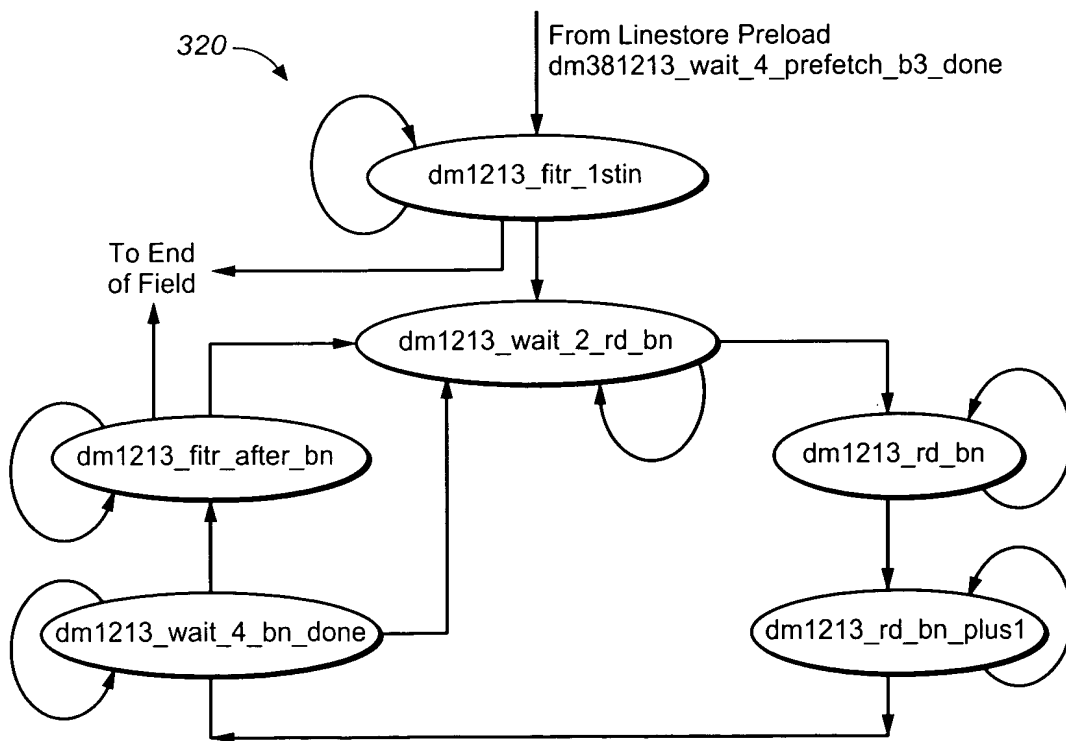 320
From Linestore Preload
dm381213_wait_4_prefetch_b3_done
dm1213_fitr_1stin
To End
of Field
dm1213_wait_2_rd_bn
dm1213_fitr_after_bn
dm1213_rd_bn
dm1213_wait_4_bn_done
dm1213_rd_bn_plus1